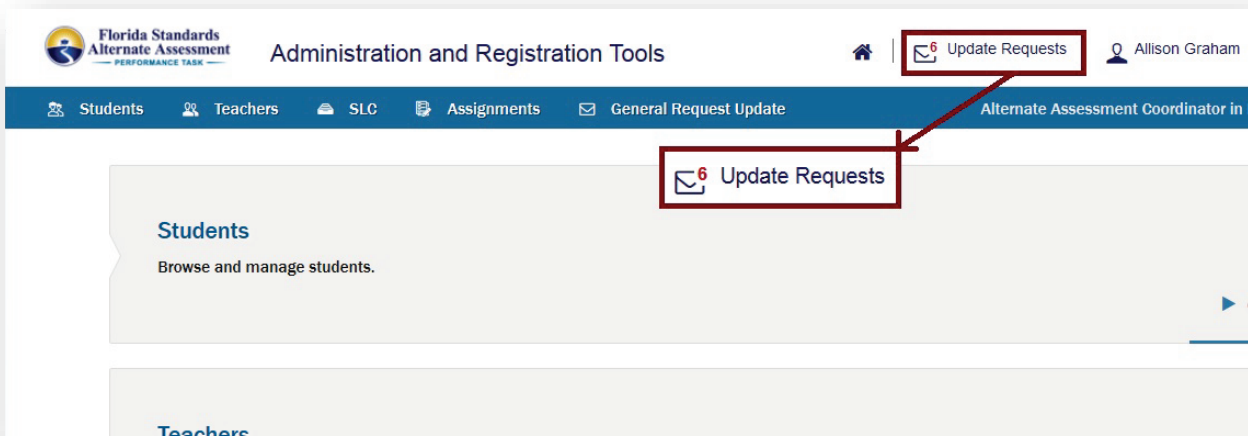 Florida Standards
Alternate Assessment
PERFORMANCE TASK
Administration and Registration Tools
6 Update Requests
Allison Graham
Students
Teachers
SLC
Assignments
General Request Update
Alternate Assessment Coordinator in
6 Update Requests
Students
Browse and manage students.
Teachers